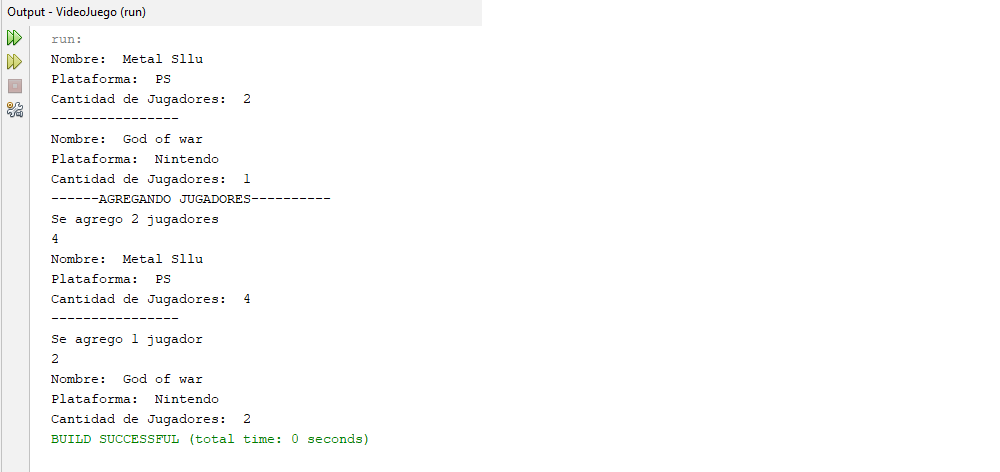 Output - VideoJuego (run)
run:
Nombre:  Metal Sllu
Plataforma:  PS
Cantidad de Jugadores:  2
----------------
Nombre:  God of war
Plataforma:  Nintendo
Cantidad de Jugadores:  1
------AGREGANDO JUGADORES----------
Se agrego 2 jugadores
4
Nombre:  Metal Sllu
Plataforma:  PS
Cantidad de Jugadores:  4
----------------
Se agrego 1 jugador
2
Nombre:  God of war
Plataforma:  Nintendo
Cantidad de Jugadores:  2
BUILD SUCCESSFUL (total time: 0 seconds)